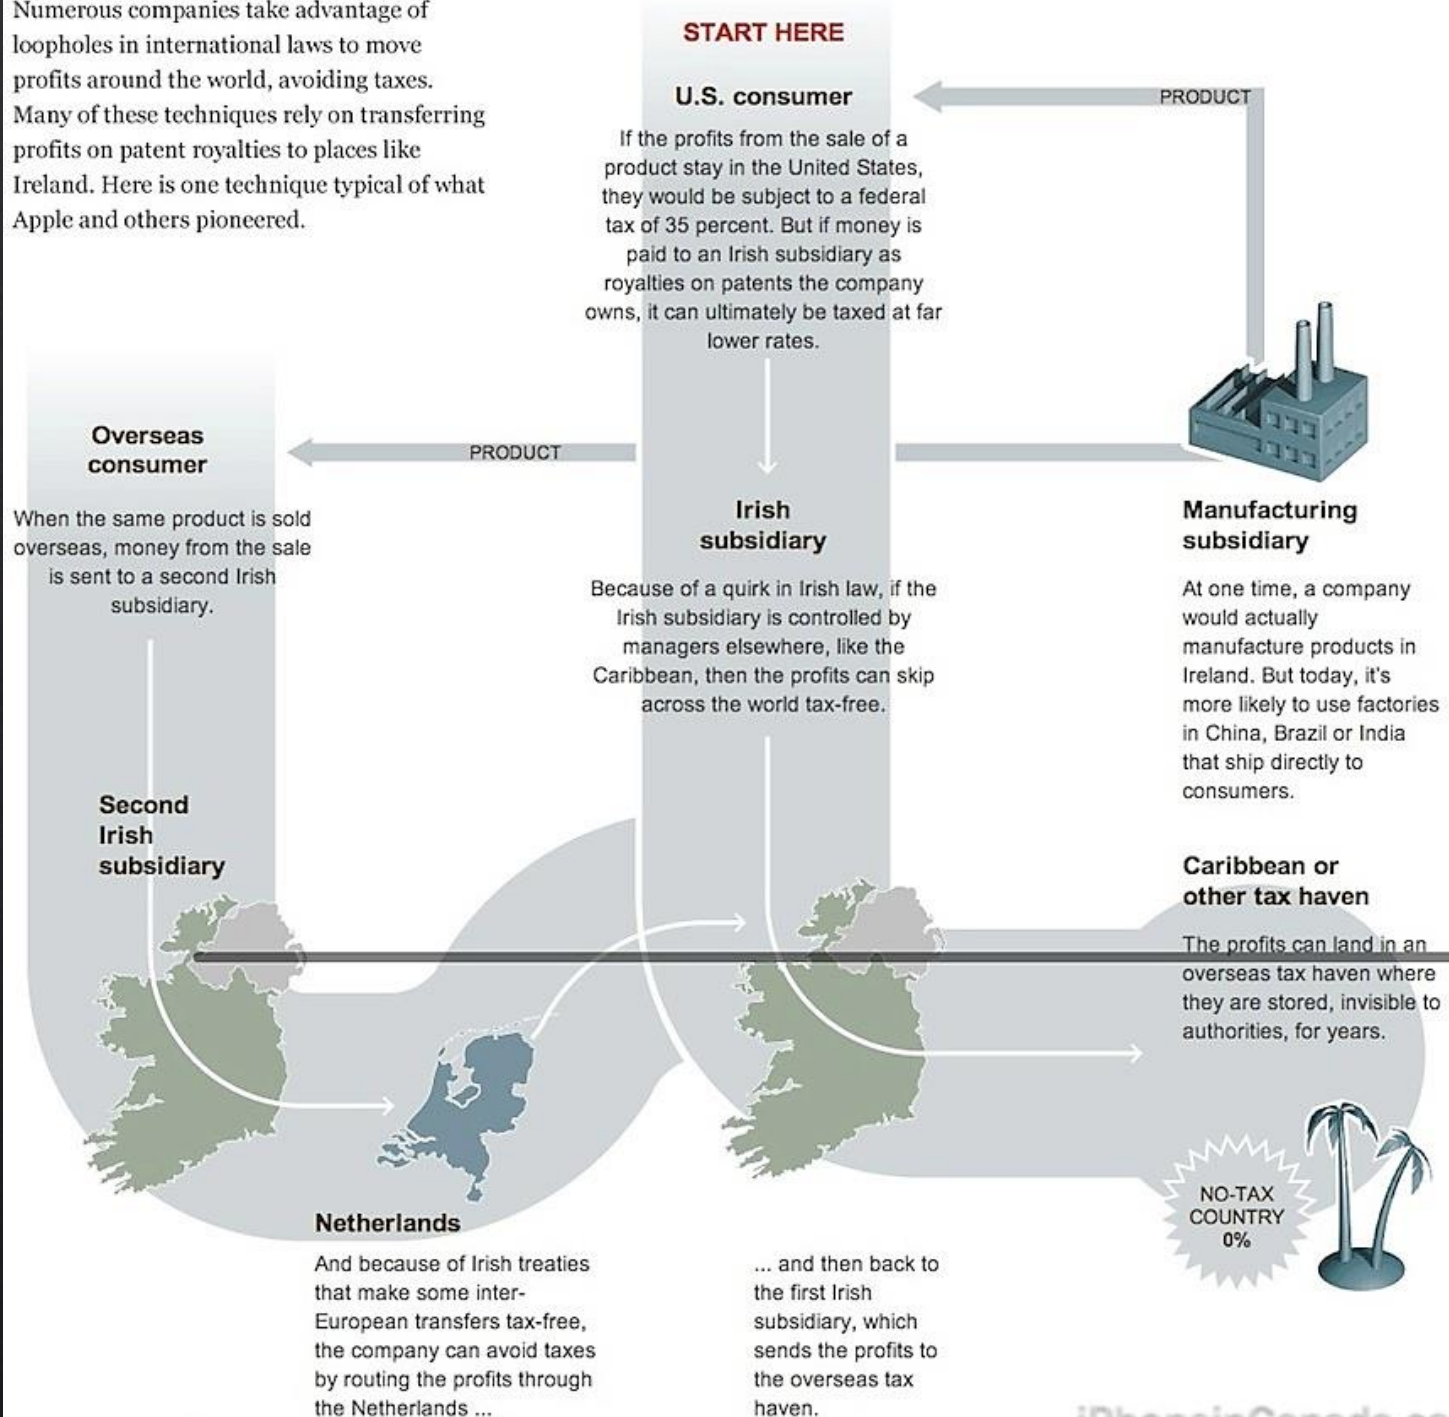 Numerous companies take advantage of
loopholes in international laws to move
profits around the world, avoiding taxes.
Many of these techniques rely on transferring
profits on patent royalties to places like
Ireland. Here is one technique typical of what
Apple and others pioneered.
START HERE
U.S. consumer
If the profits from the sale of a
product stay in the United States,
they would be subject to a federal
tax of 35 percent. But if money is
paid to an Irish subsidiary as
royalties on patents the company
owns, it can ultimately be taxed at far
lower rates.
PRODUCT
Overseas
consumer
When the same product is sold
overseas, money from the sale
is sent to a second Irish
subsidiary.
PRODUCT
Irish
subsidiary
Because of a quirk in Irish law, if the
Irish subsidiary is controlled by
managers elsewhere, like the
Caribbean, then the profits can skip
across the world tax-free.
Manufacturing
subsidiary
At one time, a company
would actually
manufacture products in
Ireland. But today, it's
more likely to use factories
in China, Brazil or India
that ship directly to
consumers.
Second
Irish
subsidiary
Caribbean or
other tax haven
The profits can land in an
overseas tax haven where
they are stored, invisible to
authorities, for years.
NO-TAX
COUNTRY
0%
Netherlands
And because of Irish treaties
that make some inter-
European transfers tax-free,
the company can avoid taxes
by routing the profits through
the Netherlands ...
... and then back to
the first Irish
subsidiary, which
sends the profits to
the overseas tax
haven.